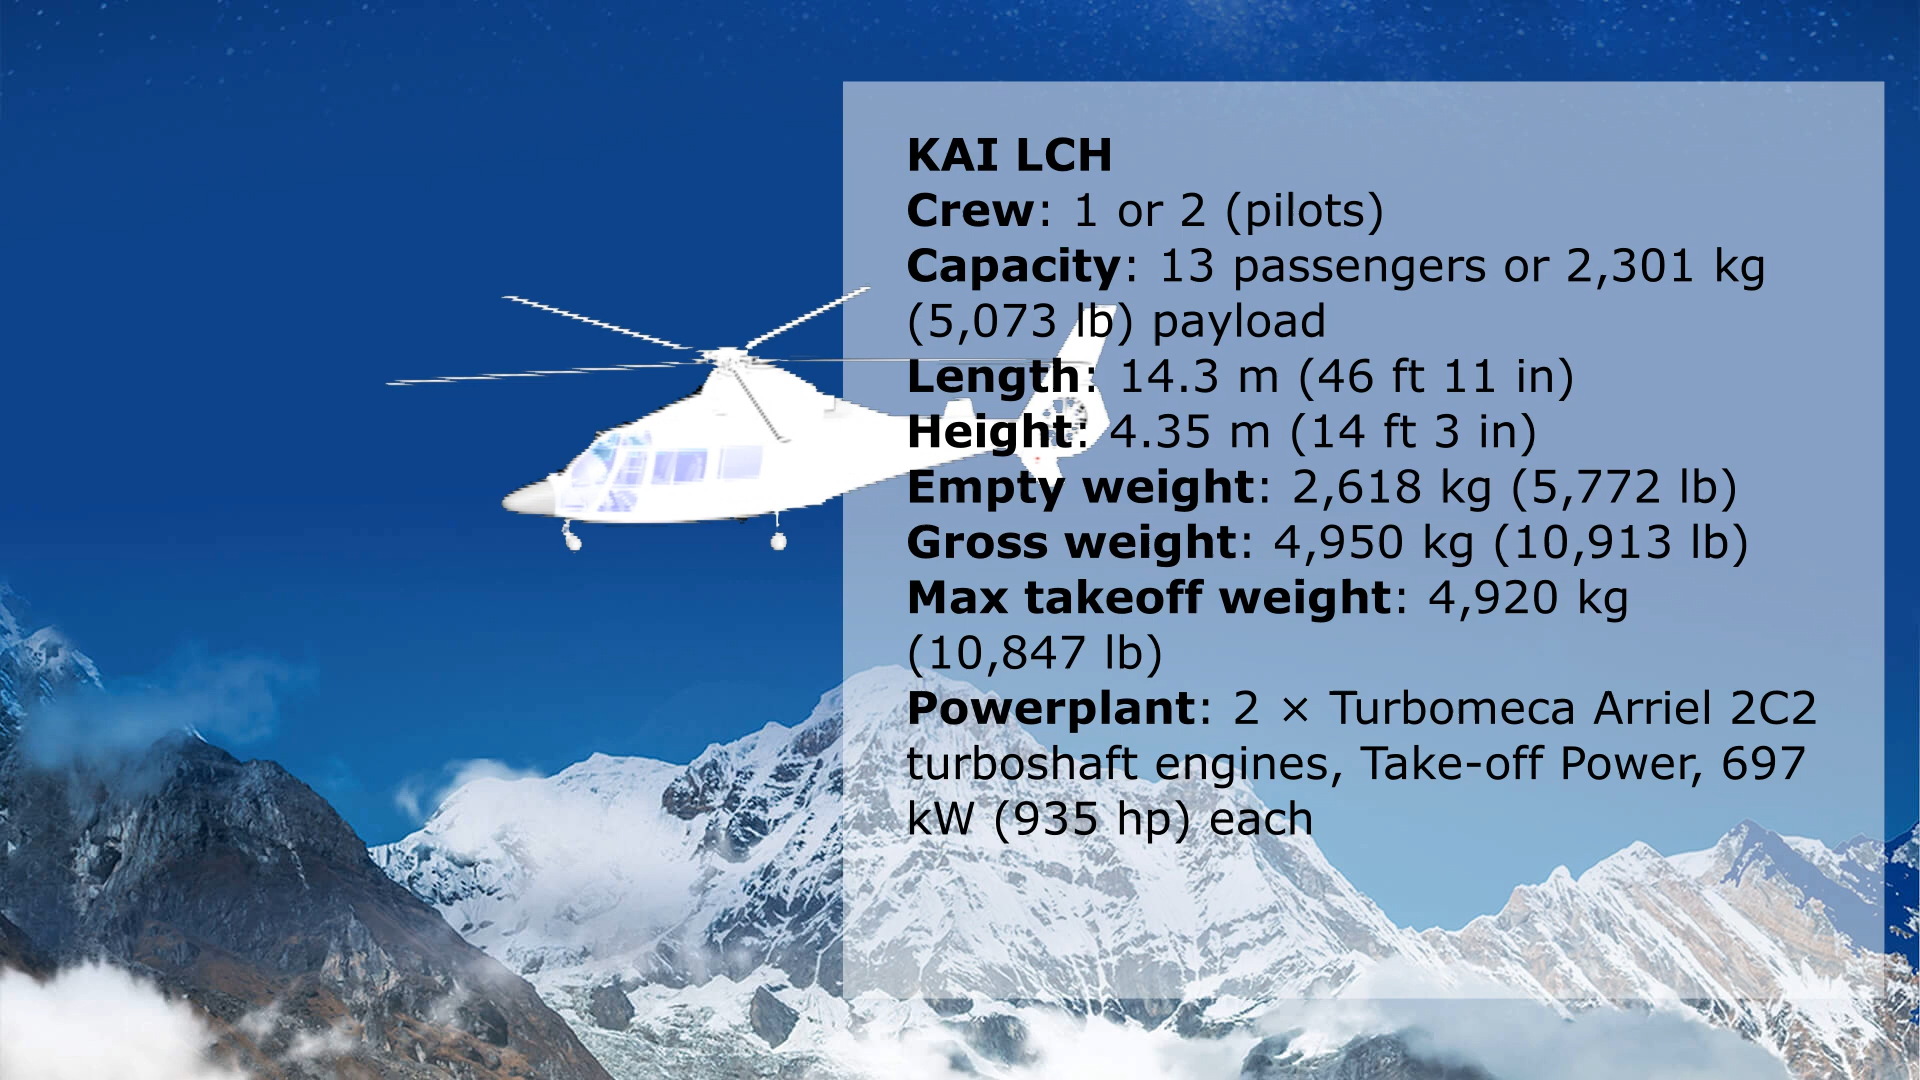 KAI LCH
Crew: 1 or 2 (pilots)
Capacity: 13 passengers or 2,301 kg
(5,073 lb) payload
Length: 14.3 m (46 ft 11 in)
Height: 4.35 m (14 ft 3 in)
Empty weight: 2,618 kg (5,772 lb)
Gross weight: 4,950 kg (10,913 lb)
Max takeoff weight: 4,920 kg
(10,847 lb)
Powerplant: 2 × Turbomeca Arriel 2C2
turboshaft engines, Take-off Power, 697
kW (935 hp) each